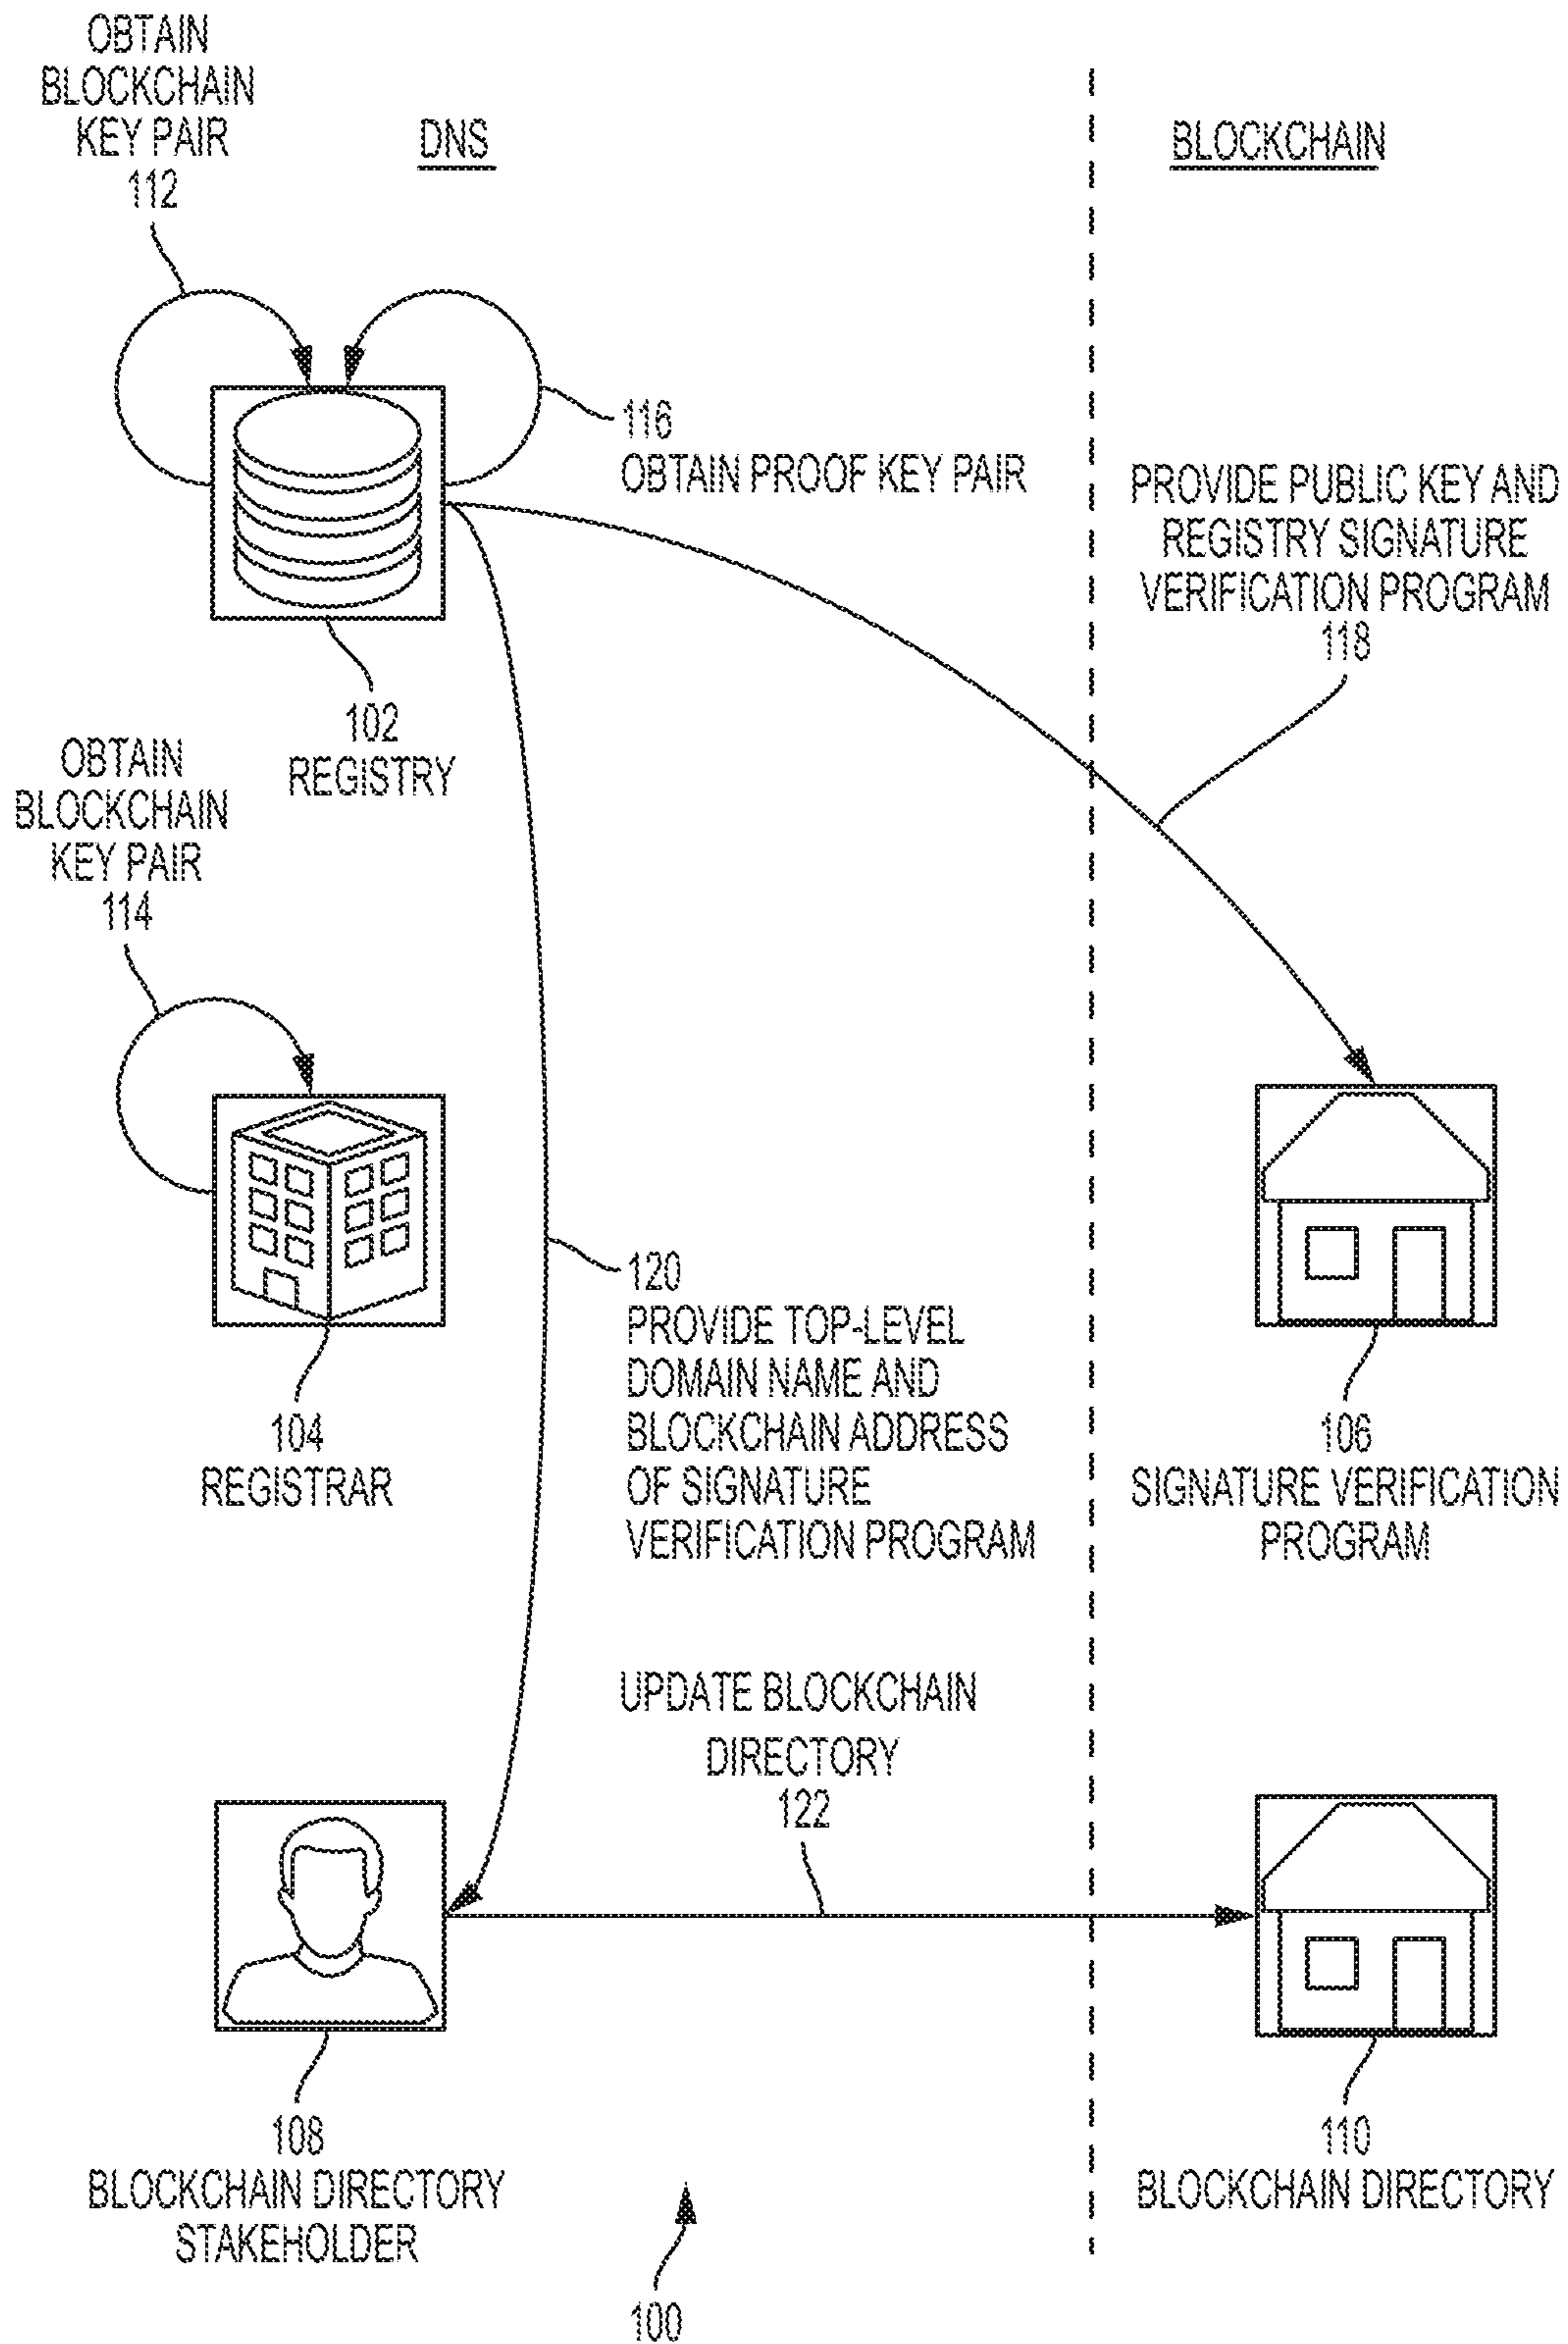 OBTAIN
BLOCKCHAIN
KEY PAIR
112
DNS
BLOCKCHAIN
116
OBTAIN PROOF KEY PAIR
PROVIDE PUBLIC KEY AND
REGISTRY SIGNATURE
VERIFICATION PROGRAM
118
102
REGISTRY
OBTAIN
BLOCKCHAIN
KEY PAIR
114
104
REGISTRAR
120
PROVIDE TOP-LEVEL
DOMAIN NAME AND
BLOCKCHAIN ADDRESS
OF SIGNATURE
VERIFICATION PROGRAM
106
SIGNATURE VERIFICATION
PROGRAM
UPDATE BLOCKCHAIN
DIRECTORY
122
108
BLOCKCHAIN DIRECTORY
STAKEHOLDER
110
BLOCKCHAIN DIRECTORY
100